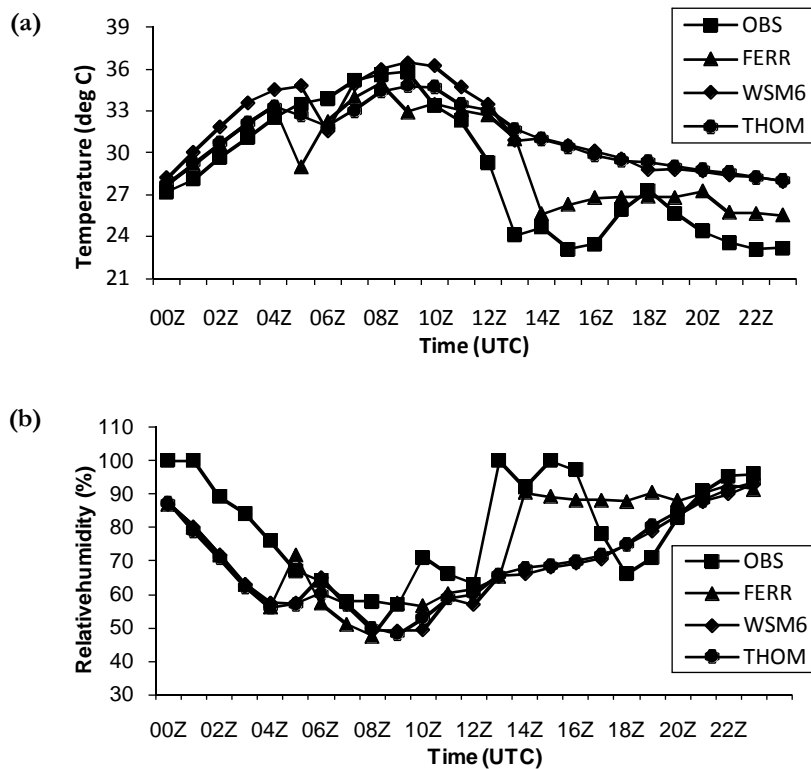 (a)
39
36
33
30
27
24
21
Temperature (deg C)
00Z 02Z 04Z 06Z 08Z 10Z 12Z 14Z 16Z 18Z 20Z 22Z
Time (UTC)
OBS
FERR
WSM6
THOM
(b)
110
100
90
80
70
60
50
40
30
Relativehumidity (%)
00Z 02Z 04Z 06Z 08Z 10Z 12Z 14Z 16Z 18Z 20Z 22Z
Time (UTC)
OBS
FERR
WSM6
THOM